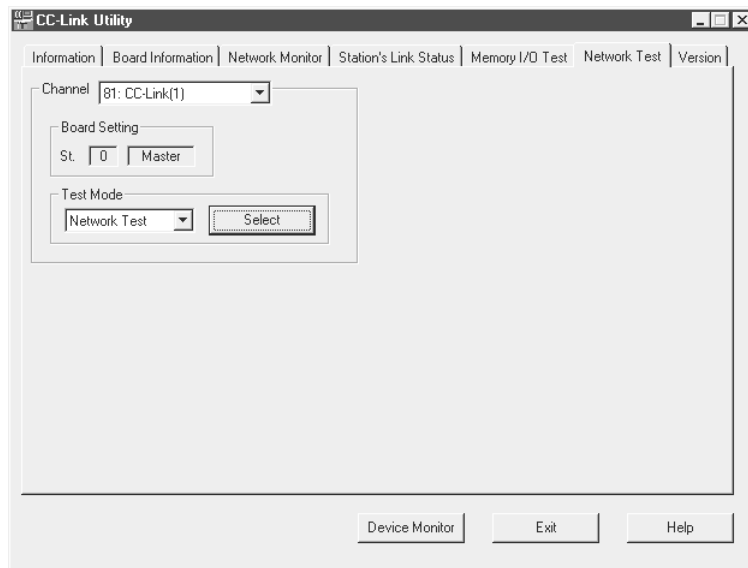 CC-Link Utility
Information Board Information Network Monitor Station's Link Status Memory I/O Test Network Test Version
Channel 81: CC-Link(1)
Board Setting
St. 0 Master
Test Mode
Network Test Select
Device Monitor Exit Help